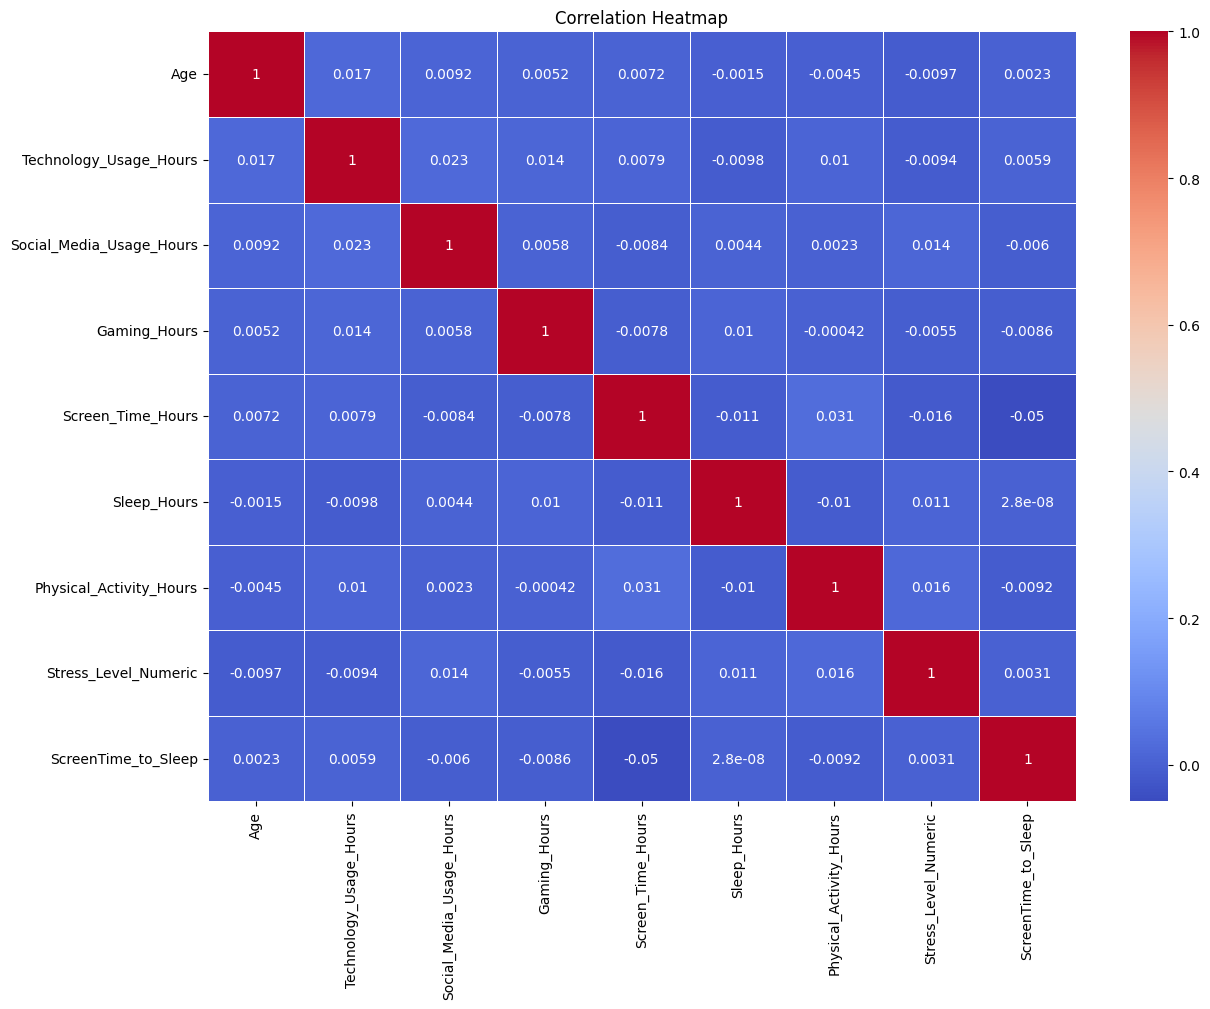 Correlation Heatmap
Age 1 0.017 0.0092 0.0052 0.0072 -0.0015 -0.0045 -0.0097 0.0023
Technology_Usage_Hours 0.017 1 0.023 0.014 0.0079 -0.0098 0.01 -0.0094 0.0059
Social_Media_Usage_Hours 0.0092 0.023 1 0.0058 -0.0084 0.0044 0.0023 0.014 -0.006
Gaming_Hours 0.0052 0.014 0.0058 1 -0.0078 0.01 -0.00042 -0.0055 -0.0086
Screen_Time_Hours 0.0072 0.0079 -0.0084 -0.0078 1 -0.011 0.031 -0.016 -0.05
Sleep_Hours -0.0015 -0.0098 0.0044 0.01 -0.011 1 -0.01 0.011 2.8e-08
Physical_Activity_Hours -0.0045 0.01 0.0023 -0.00042 0.031 -0.01 1 0.016 -0.0092
Stress_Level_Numeric -0.0097 -0.0094 0.014 -0.0055 -0.016 0.011 0.016 1 0.0031
ScreenTime_to_Sleep 0.0023 0.0059 -0.006 -0.0086 -0.05 2.8e-08 -0.0092 0.0031 1
Age
Technology_Usage_Hours
Social_Media_Usage_Hours
Gaming_Hours
Screen_Time_Hours
Sleep_Hours
Physical_Activity_Hours
Stress_Level_Numeric
ScreenTime_to_Sleep
1.0
0.8
0.6
0.4
0.2
0.0